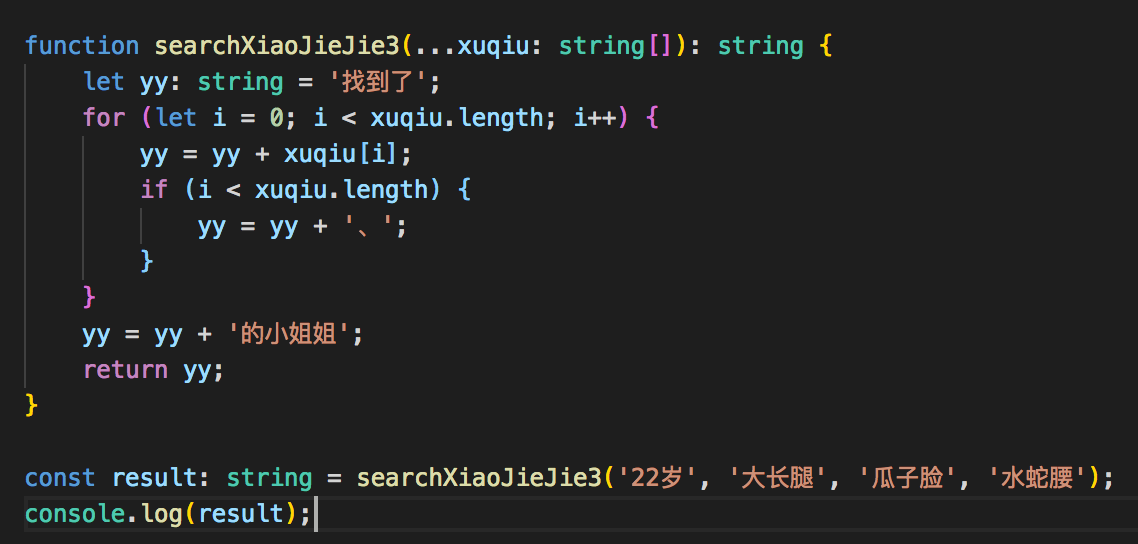 function searchXiaoJieJie3(...xuqiu: string[]): string {
    let yy: string = '找到了';
    for (let i = 0; i < xuqiu.length; i++) {
        yy = yy + xuqiu[i];
        if (i < xuqiu.length) {
            yy = yy + '、';
        }
    }
    yy = yy + '的小姐姐';
    return yy;
}

const result: string = searchXiaoJieJie3('22岁', '大长腿', '瓜子脸', '水蛇腰');
console.log(result);